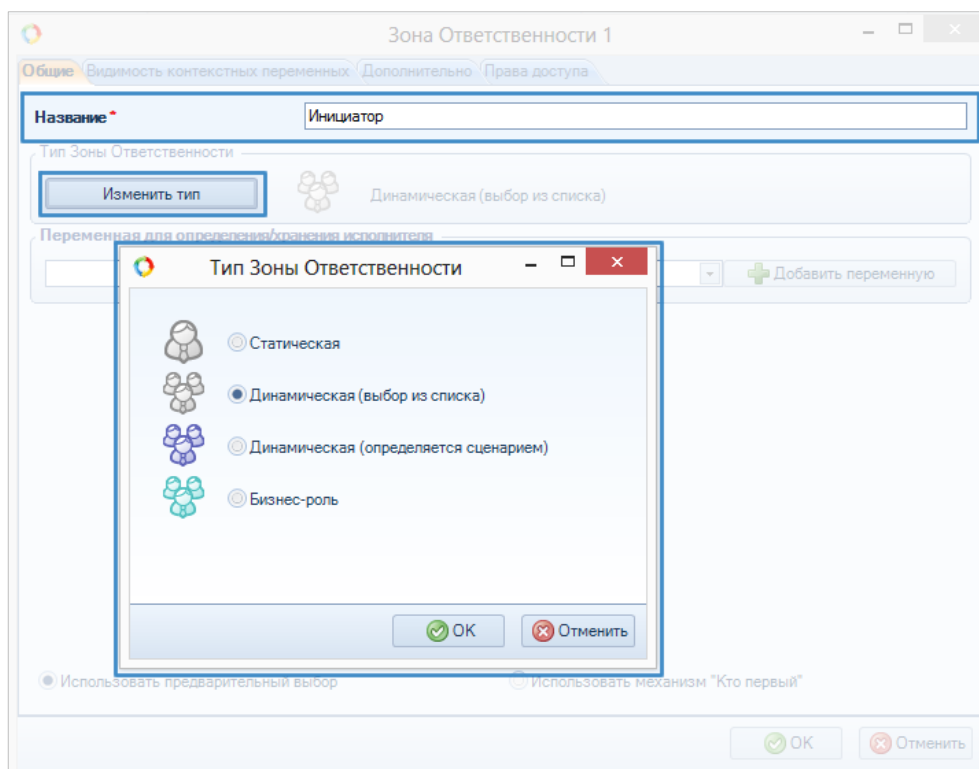 Зона Ответственности 1
Общие Видимость контекстных переменных Дополнительно Права доступа
Название* Инициатор
Тип Зоны Ответственности
Изменить тип Динамическая (выбор из списка)
Переменная для определения/хранения исполнителя
Добавить переменную
Тип Зоны Ответственности
Статическая
Динамическая (выбор из списка)
Динамическая (определяется сценарием)
Бизнес-роль
OK Отменить
Использовать предварительный выбор Использовать механизм "Кто первый"
OK Отменить